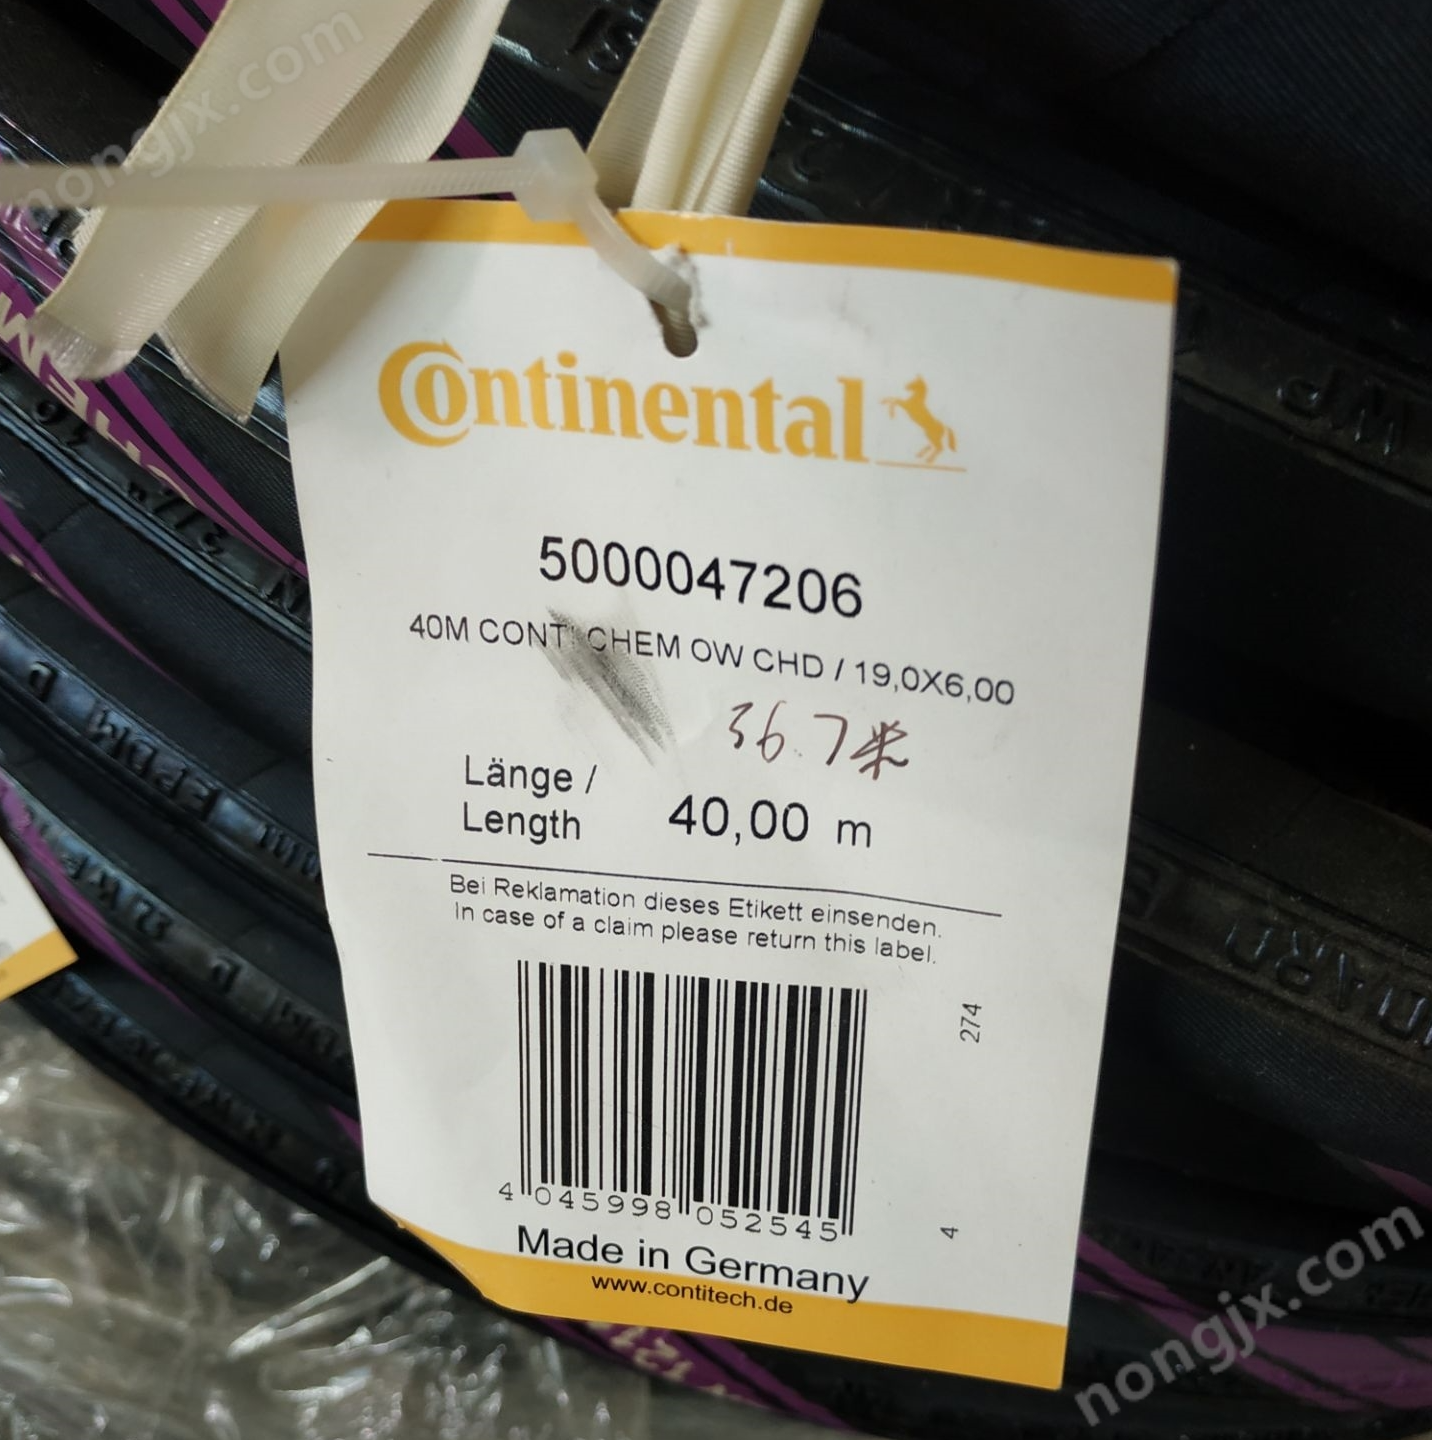 Continental
5000047206
40M CONTI CHEM OW CHD / 19,0X6,00
36.7米
Länge /
Length
40,00 m
Bei Reklamation dieses Etikett einsenden.
In case of a claim please return this label.
274
4
4 045998 052545
Made in Germany
www.contitech.de
EPDM
nongjx.com
nongjx.com